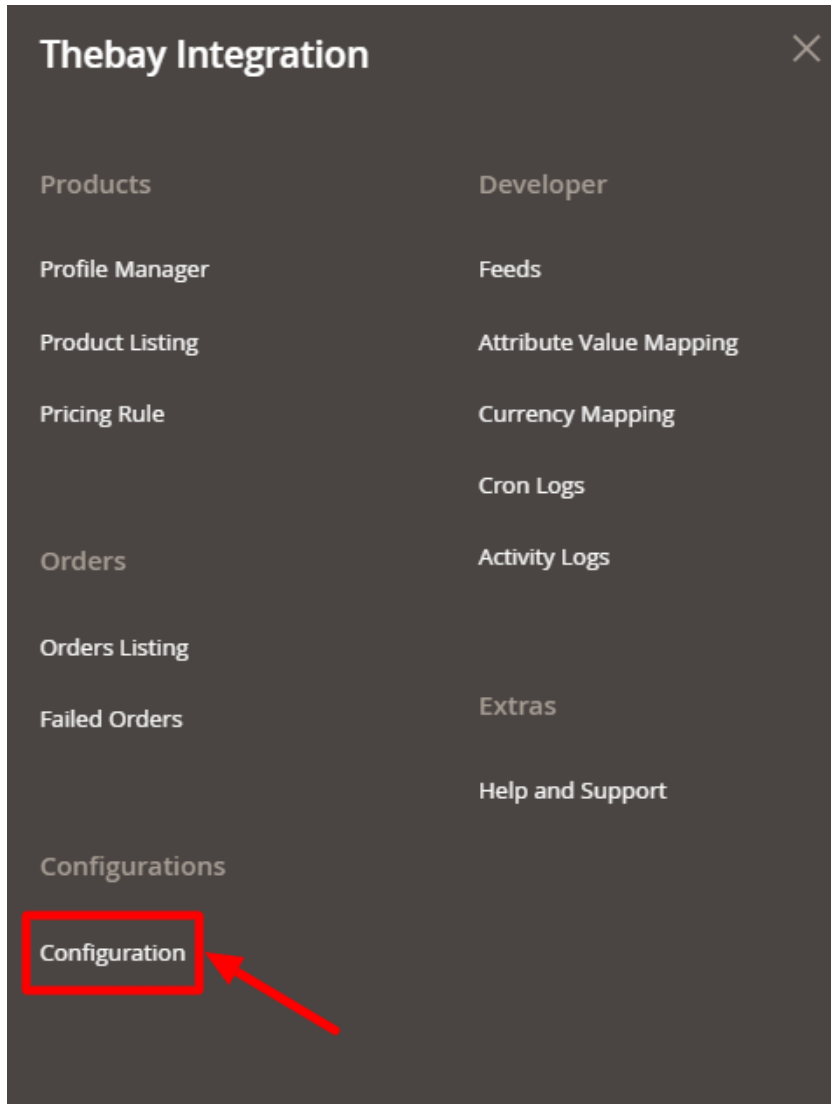 Thebay Integration
Products
Profile Manager
Product Listing
Pricing Rule
Orders
Orders Listing
Failed Orders
Configurations
Configuration
Developer
Feeds
Attribute Value Mapping
Currency Mapping
Cron Logs
Activity Logs
Extras
Help and Support